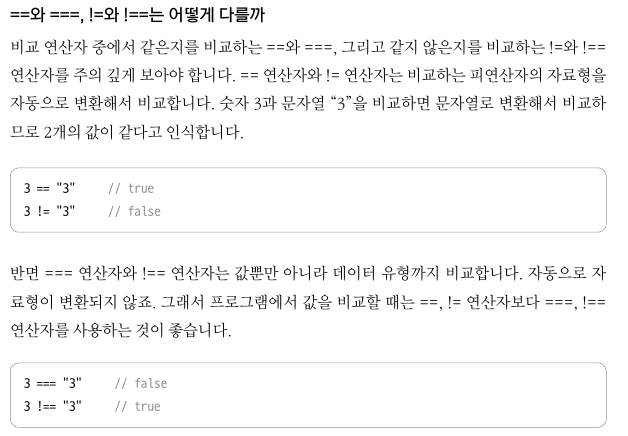 ==와 ===, !=와 !==는 어떻게 다를까
비교 연산자 중에서 같은지를 비교하는 ==와 ===, 그리고 같지 않은지를 비교하는 !=와 !==
연산자를 주의 깊게 보아야 합니다. == 연산자와 != 연산자는 비교하는 피연산자의 자료형을
자동으로 변환해서 비교합니다. 숫자 3과 문자열 “3”을 비교하면 문자열로 변환해서 비교하
므로 2개의 값이 같다고 인식합니다.
3 == "3" // true
3 != "3" // false
반면 === 연산자와 !== 연산자는 값뿐만 아니라 데이터 유형까지 비교합니다. 자동으로 자
료형이 변환되지 않죠. 그래서 프로그램에서 값을 비교할 때는 ==, != 연산자보다 ===, !==
연산자를 사용하는 것이 좋습니다.
3 === "3" // false
3 !== "3" // true